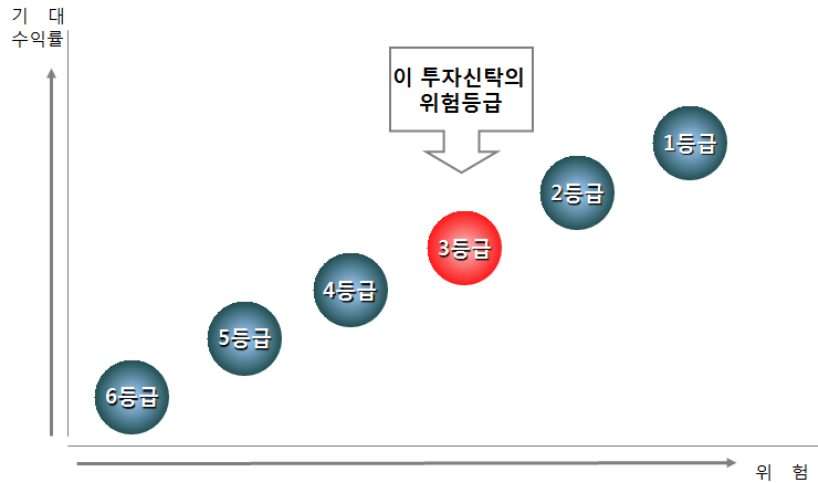 기 대
수익률
이 투자신탁의
위험등급
1등급
2등급
3등급
4등급
5등급
6등급
위 험